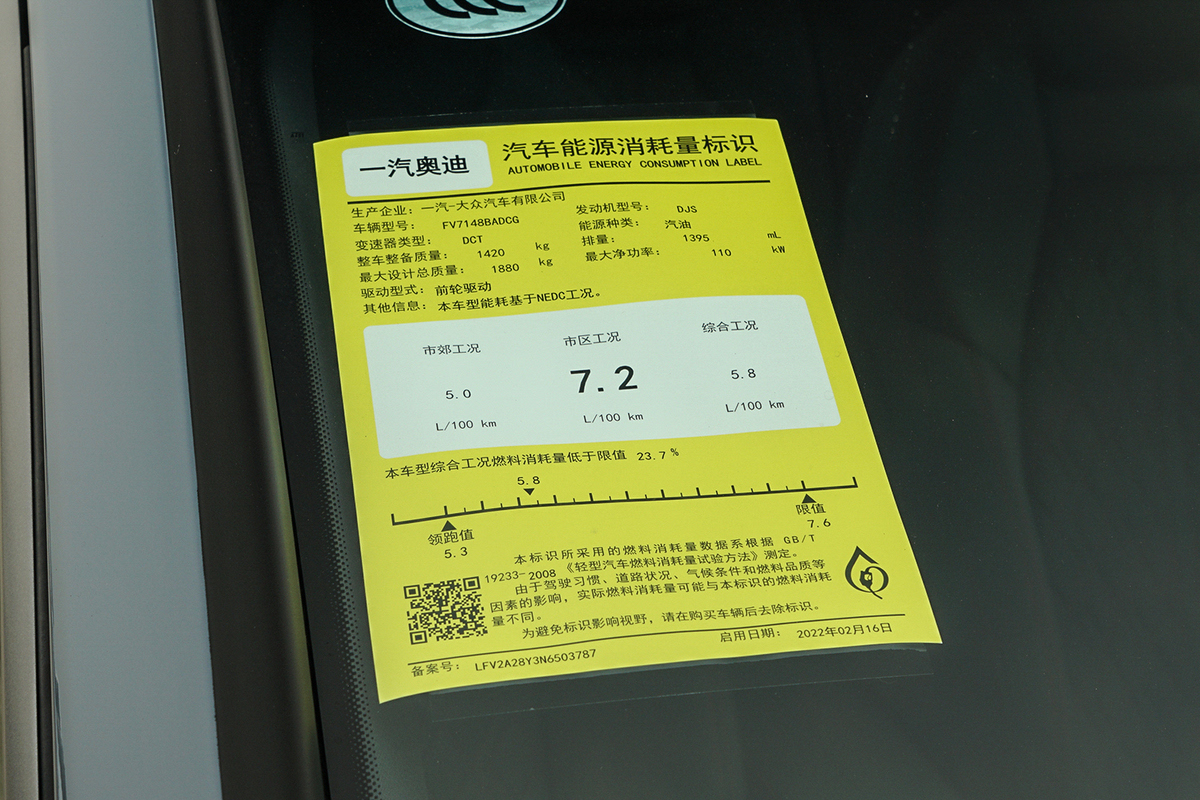 一汽奥迪
汽车能源消耗量标识
AUTOMOBILE ENERGY CONSUMPTION LABEL
生产企业：一汽-大众汽车有限公司 发动机型号： DJS
车辆型号： FV7148BADCG 能源种类： 汽油
变速器类型： DCT 排量： 1395 mL
整车整备质量： 1420 kg 最大净功率： 110 kW
最大设计总质量： 1880 kg
驱动型式： 前轮驱动
其他信息： 本车型能耗基于NEDC工况。
市郊工况 市区工况 综合工况
5.0 7.2 5.8
L/100 km L/100 km L/100 km
本车型综合工况燃料消耗量低于限值 23.7 %
5.8
领跑值 限值
5.3 7.6
本标识所采用的燃料消耗量数据系根据 GB/T
19233-2008 《轻型汽车燃料消耗量试验方法》测定。
由于驾驶习惯、道路状况、气候条件和燃料品质等
因素的影响，实际燃料消耗量可能与本标识的燃料消耗
量不同。
为避免标识影响视野，请在购买车辆后去除标识。
备案号： LFV2A28Y3N6503787 启用日期： 2022年02月16日